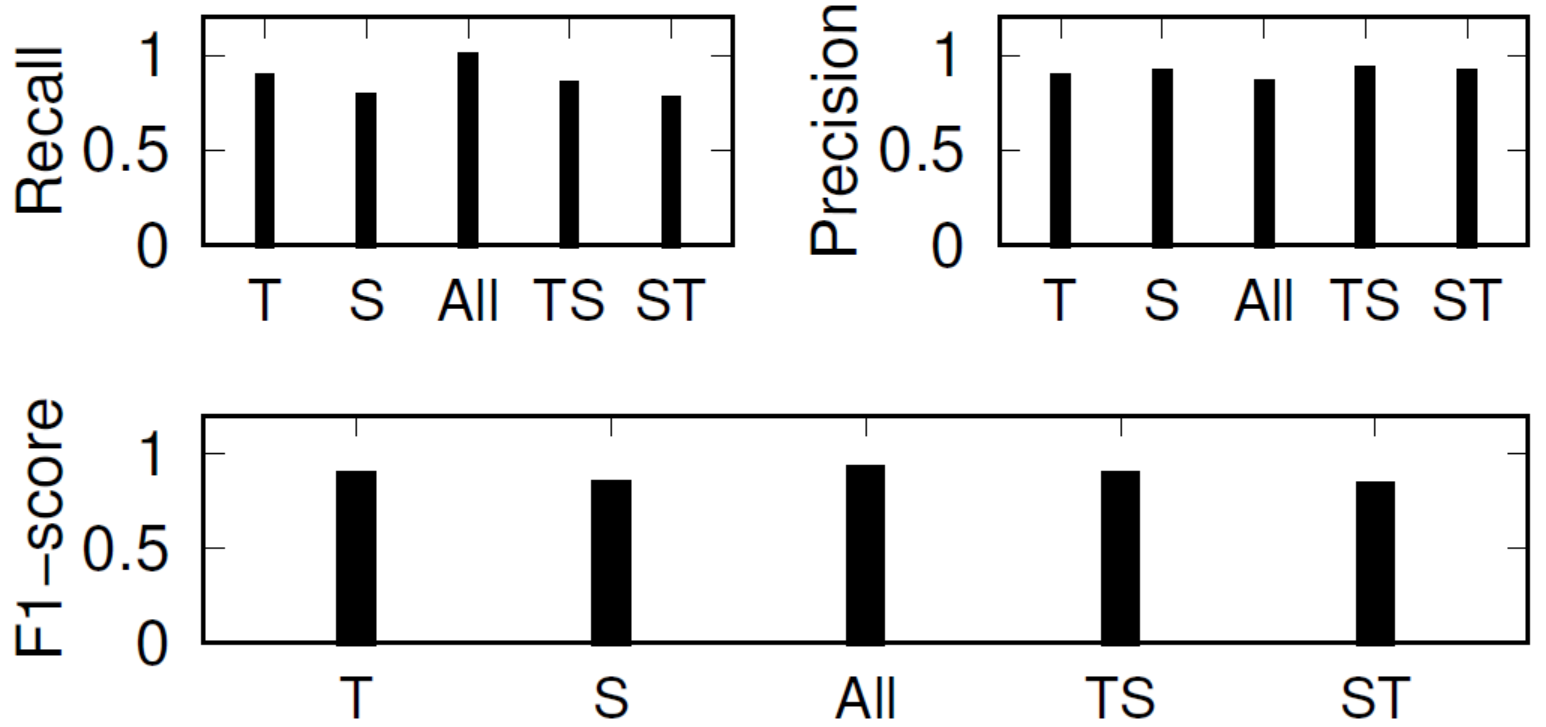 Recall
1
0.5
0
T S All TS ST
Precision
1
0.5
0
T S All TS ST
F1−score
1
0.5
0
T S All TS ST